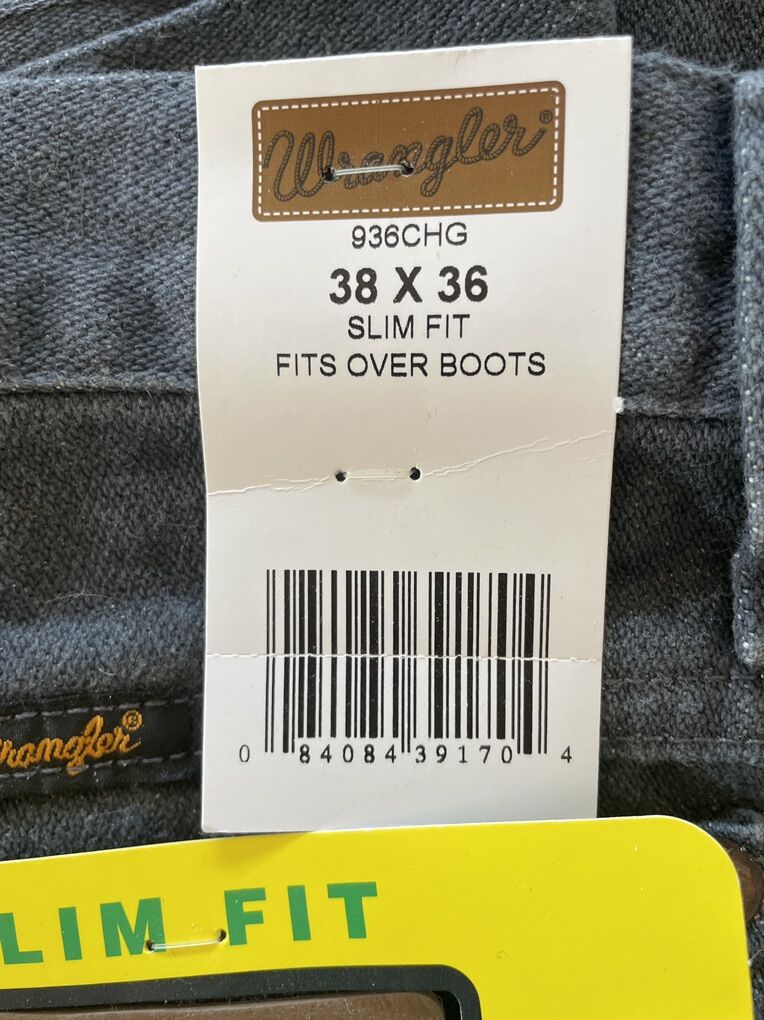 Wrangler®
936CHG
38 X 36
SLIM FIT
FITS OVER BOOTS
0 84084 39170 4
Wrangler®
LIM FIT